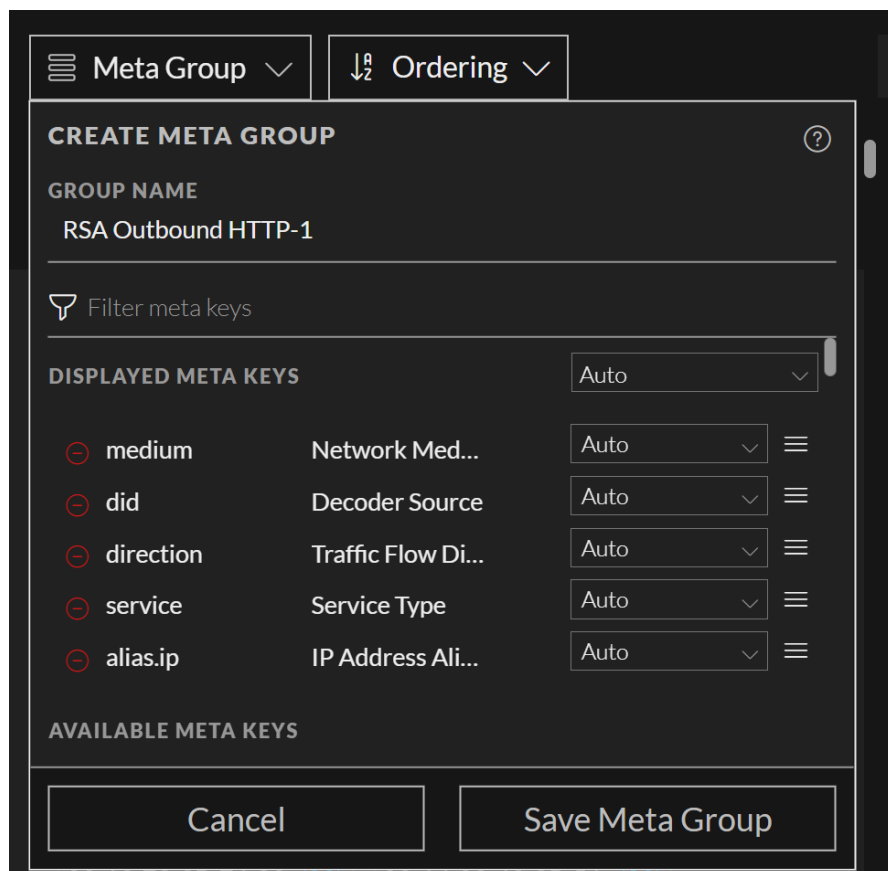 Meta Group
Ordering
CREATE META GROUP
GROUP NAME
RSA Outbound HTTP-1
Filter meta keys
DISPLAYED META KEYS Auto
medium Network Med... Auto
did Decoder Source Auto
direction Traffic Flow Di... Auto
service Service Type Auto
alias.ip IP Address Ali... Auto
AVAILABLE META KEYS
Cancel
Save Meta Group